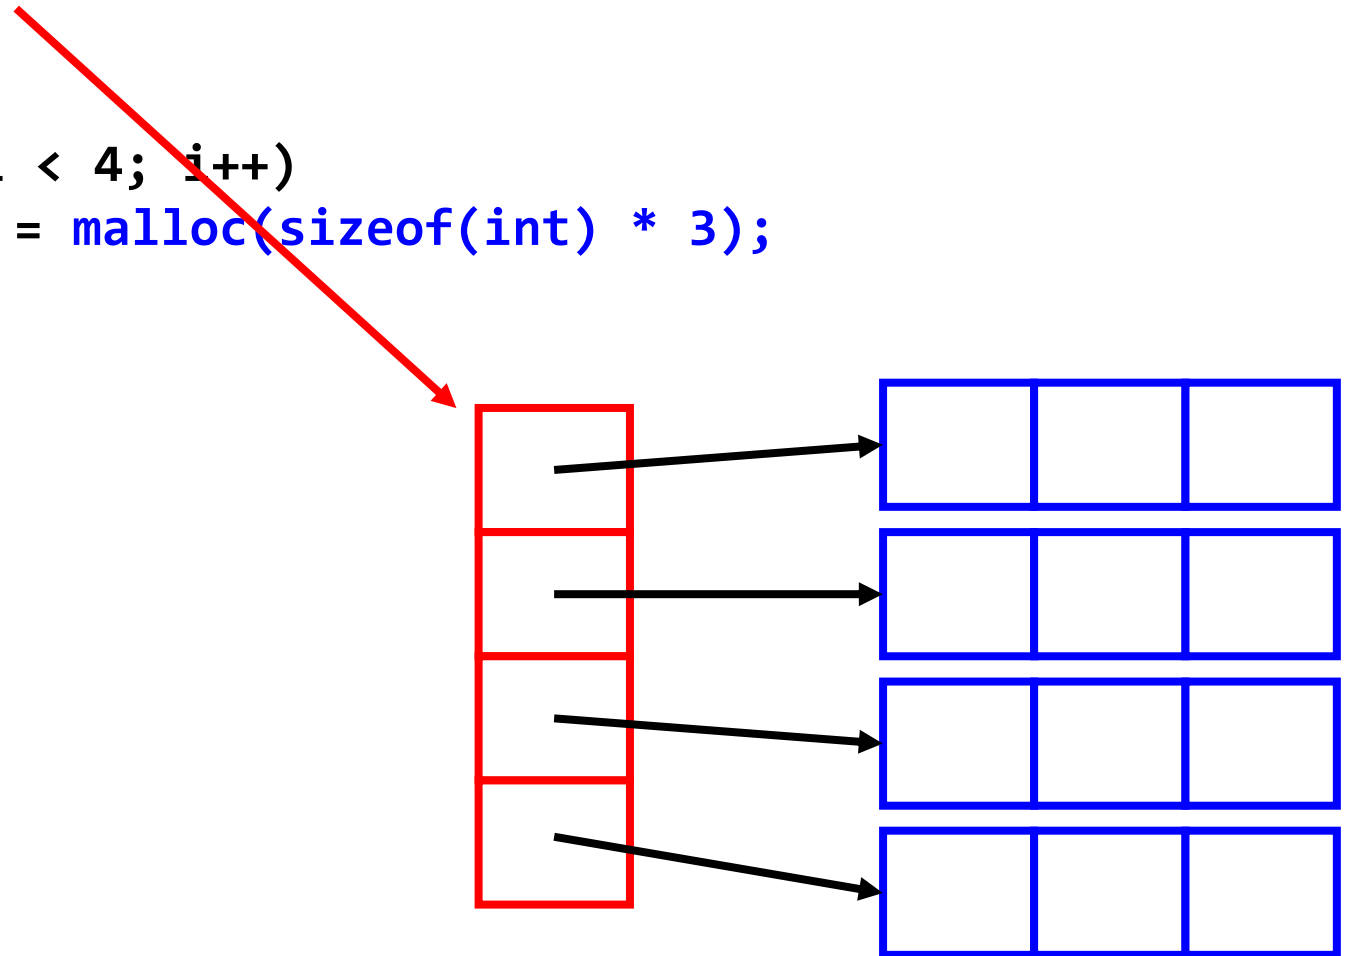 < 4; i++)
= malloc(sizeof(int) * 3);